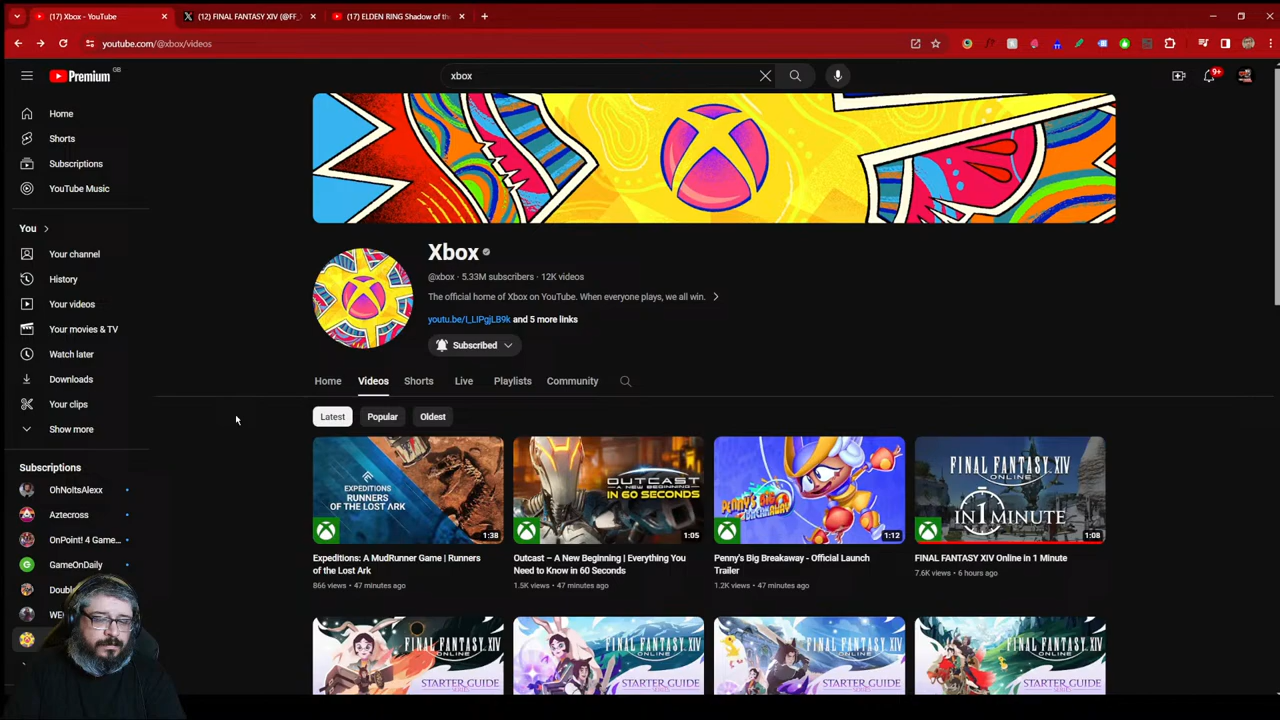 (17) Xbox - YouTube
(12) FINAL FANTASY XIV (@FF_
(17) ELDEN RING Shadow of th
youtube.com/@xbox/videos
Premium
GB
xbox
9+
Home
Shorts
Subscriptions
YouTube Music
You
Your channel
History
Your videos
Your movies & TV
Watch later
Downloads
Your clips
Show more
Subscriptions
OhNoItsAlexx
Aztecross
OnPoint! 4 Game...
GameOnDaily
Xbox
@xbox · 5.33M subscribers · 12K videos
The official home of Xbox on YouTube. When everyone plays, we all win.
youtu.be/I_LIPgjLB9k and 5 more links
Subscribed
Home Videos Shorts Live Playlists Community
Latest Popular Oldest
EXPEDITIONS
RUNNERS
OF THE LOST ARK
1:38
Expeditions: A MudRunner Game | Runners
of the Lost Ark
866 views · 47 minutes ago
OUTCAST
A NEW BEGINNING
IN 60 SECONDS
1:05
Outcast – A New Beginning | Everything You
Need to Know in 60 Seconds
1.5K views · 47 minutes ago
PENNY'S BIG
BREAKAWAY
1:12
Penny's Big Breakaway - Official Launch
Trailer
1.2K views · 47 minutes ago
FINAL FANTASY XIV
ONLINE
IN 1 MINUTE
1:08
FINAL FANTASY XIV Online in 1 Minute
7.6K views · 6 hours ago
FINAL FANTASY XIV
ONLINE
STARTER GUIDE
SERIES
FINAL FANTASY XIV
ONLINE
STARTER GUIDE
SERIES
FINAL FANTASY XIV
ONLINE
STARTER GUIDE
SERIES
FINAL FANTASY XIV
ONLINE
STARTER GUIDE
SERIES